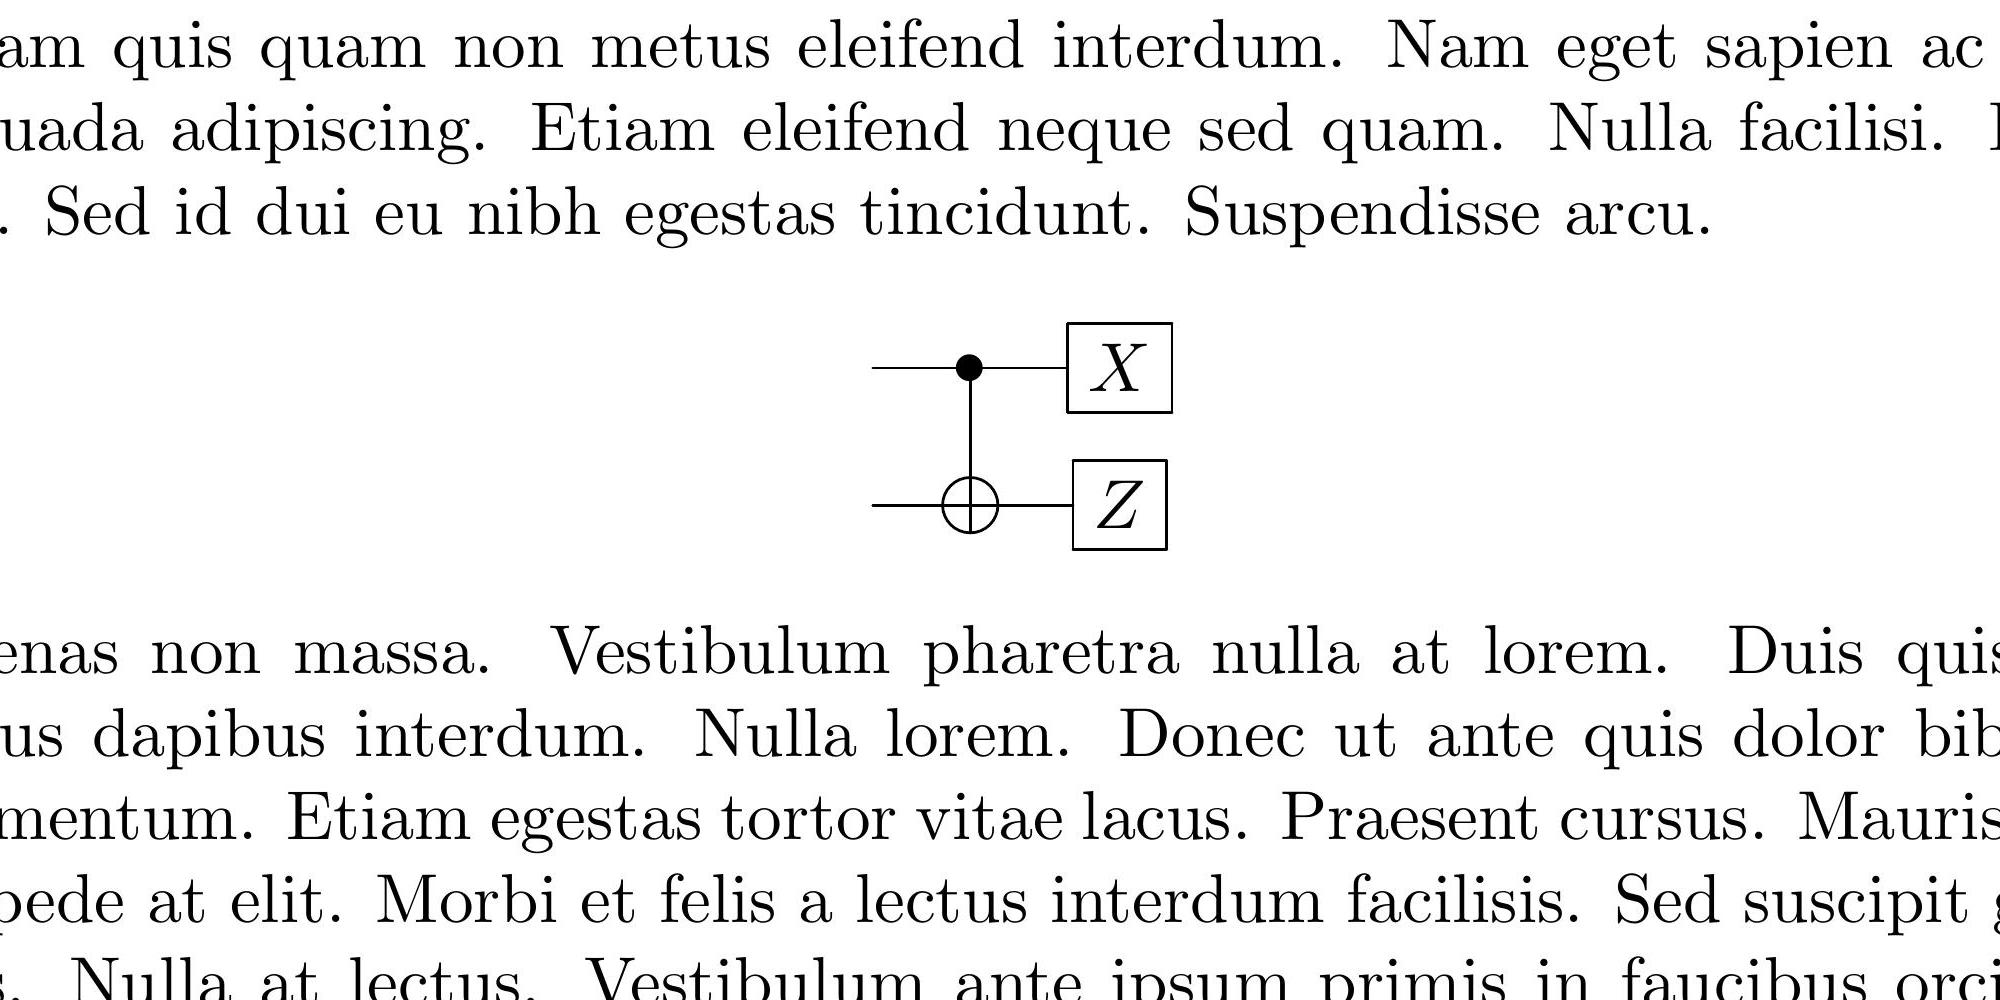 am quis quam non metus eleifend interdum. Nam eget sapien ac
uada adipiscing. Etiam eleifend neque sed quam. Nulla facilisi.
. Sed id dui eu nibh egestas tincidunt. Suspendisse arcu.
X
Z
enas non massa. Vestibulum pharetra nulla at lorem. Duis quis
us dapibus interdum. Nulla lorem. Donec ut ante quis dolor bib
mentum. Etiam egestas tortor vitae lacus. Praesent cursus. Mauris
pede at elit. Morbi et felis a lectus interdum facilisis. Sed suscipit
s. Nulla at lectus. Vestibulum ante ipsum primis in faucibus orci